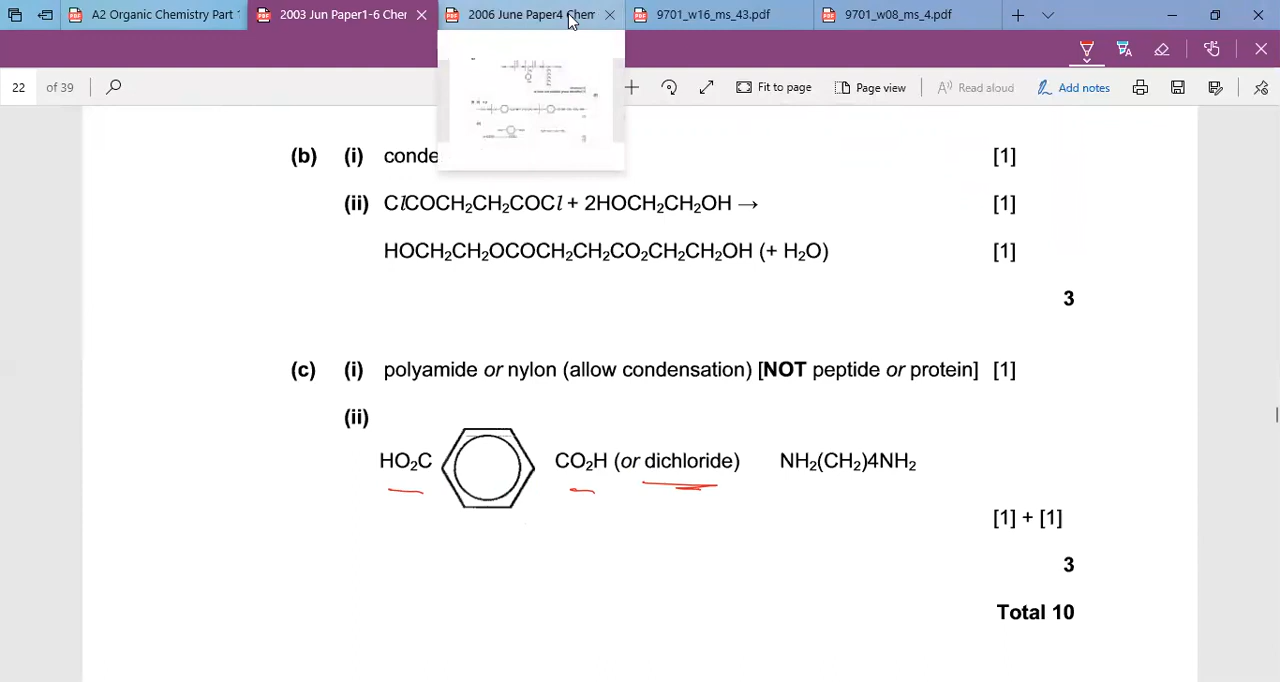 A2 Organic Chemistry Part
2003 Jun Paper1-6 Cher
2006 June Paper4 Chem
9701_w16_ms_43.pdf
9701_w08_ms_4.pdf
22 of 39
Fit to page
Page view
Read aloud
Add notes
(b) (i) conde [1]
(ii) ClCOCH₂CH₂COCl + 2HOCH₂CH₂OH → [1]
HOCH₂CH₂OCOCH₂CH₂CO₂CH₂CH₂OH (+ H₂O) [1]
3
(c) (i) polyamide or nylon (allow condensation) [NOT peptide or protein] [1]
(ii)
HO₂C CO₂H (or dichloride) NH₂(CH₂)4NH₂
[1] + [1]
3
Total 10